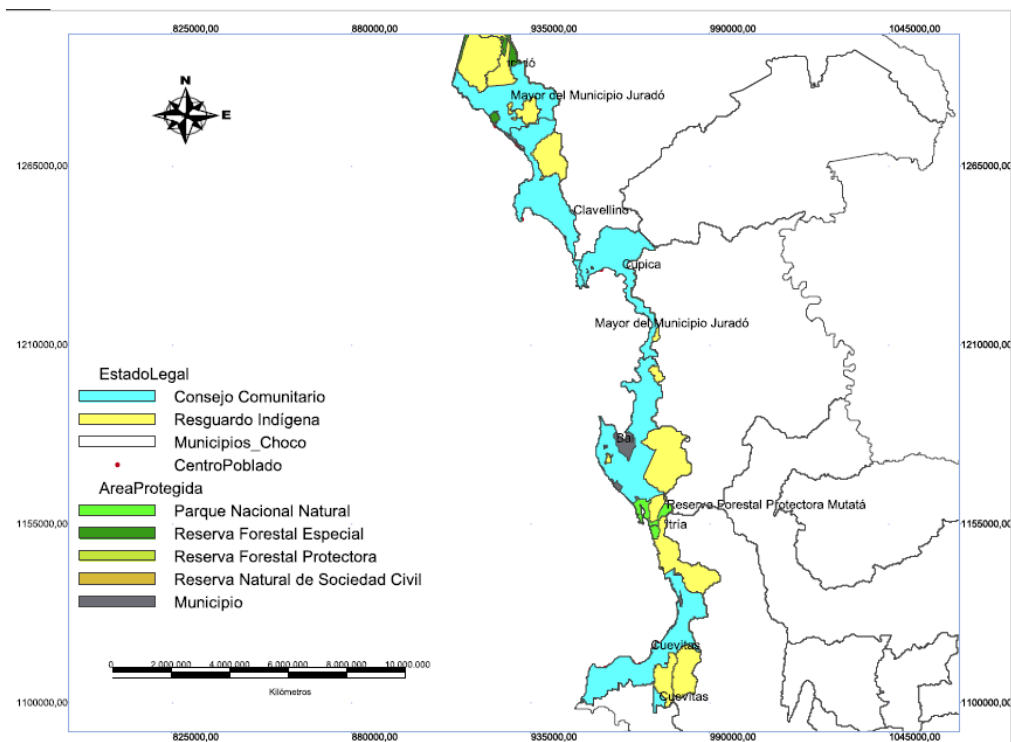 825000,00 880000,00 935000,00 990000,00 1045000,00
N
E
Mayor del Municipio Juradó
1265000,00 1265000,00
Clavellino
Cupica
Mayor del Municipio Juradó
1210000,00 1210000,00
EstadoLegal
Consejo Comunitario
Resguardo Indígena
Municipios_Choco
CentroPoblado
Ba
AreaProtegida
Parque Nacional Natural
Reserva Forestal Protectora Mutatá
1155000,00 tría 1155000,00
Reserva Forestal Especial
Reserva Forestal Protectora
Reserva Natural de Sociedad Civil
Municipio
Cuevitas
0 2.000.000 4.000.000 6.000.000 10.000.000
Kilómetros
Cuevitas
1100000,00 1100000,00
825000,00 880000,00 935000,00 990000,00 1045000,00